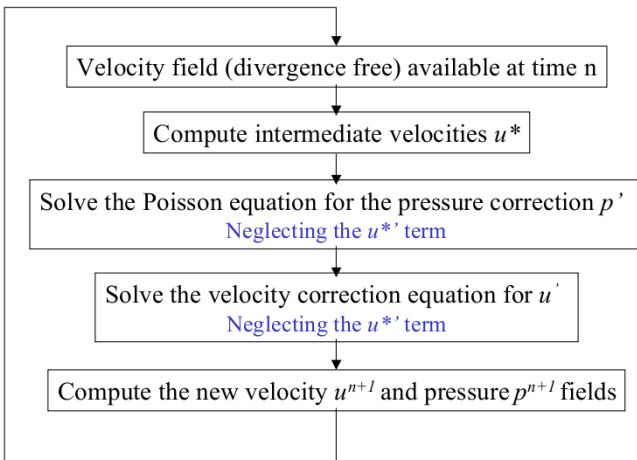 Velocity field (divergence free) available at time n
Compute intermediate velocities u*
Solve the Poisson equation for the pressure correction p’
Neglecting the u*’ term
Solve the velocity correction equation for u’
Neglecting the u*’ term
Compute the new velocity uⁿ⁺¹ and pressure pⁿ⁺¹ fields